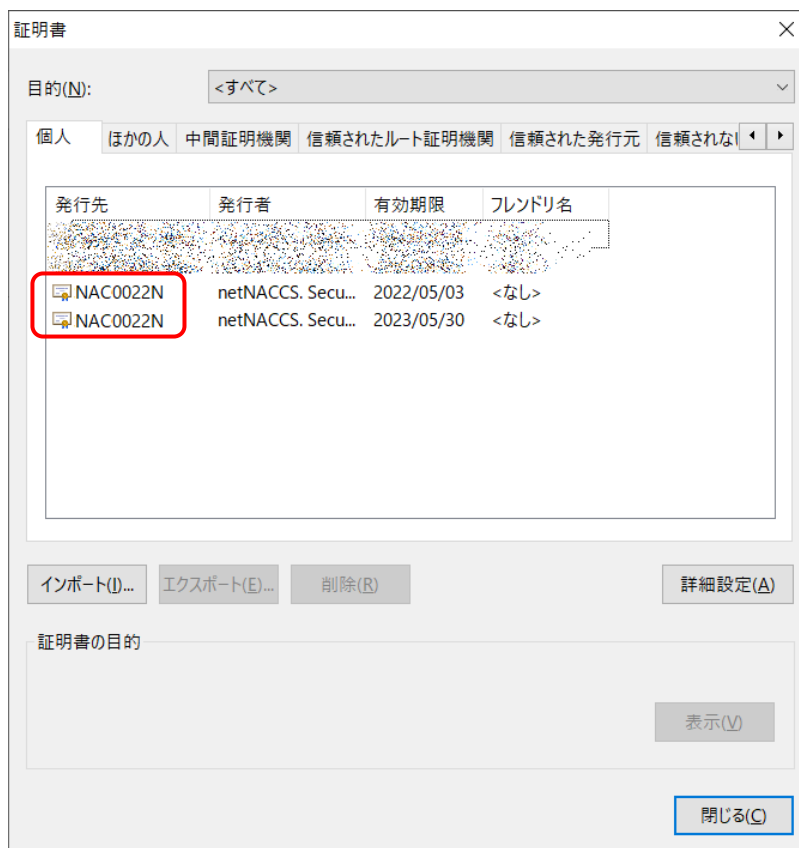 証明書
目的(N): <すべて>
個人 ほかの人 中間証明機関 信頼されたルート証明機関 信頼された発行元 信頼されない
発行先 発行者 有効期限 フレンドリ名
NAC0022N netNACCS. Secu... 2022/05/03 <なし>
NAC0022N netNACCS. Secu... 2023/05/30 <なし>
インポート(I)... エクスポート(E)... 削除(R) 詳細設定(A)
証明書の目的
表示(V)
閉じる(C)